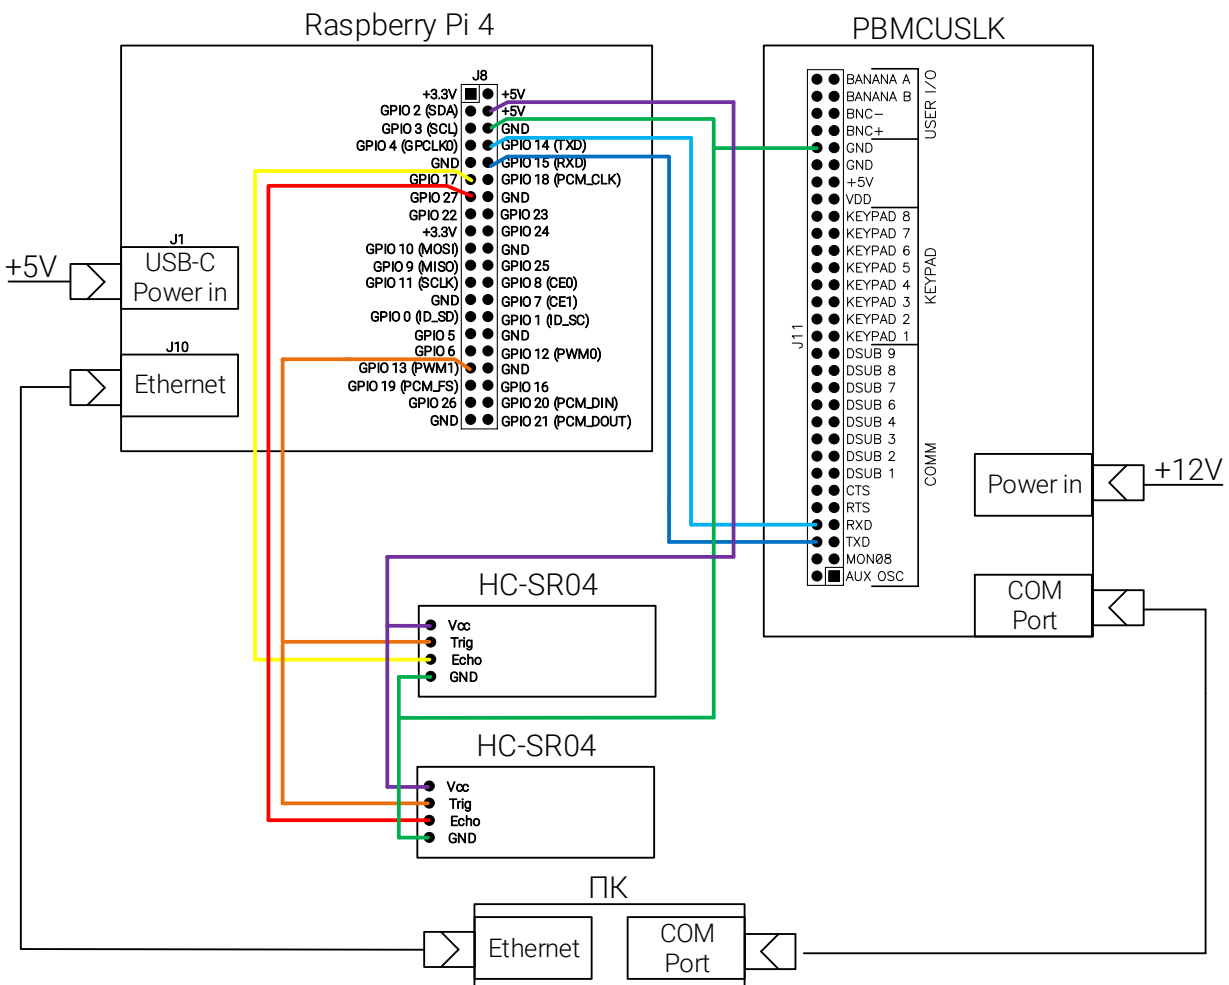 Raspberry Pi 4
PBMCUSLK
J8
+3.3V +5V
GPIO 2 (SDA) +5V
GPIO 3 (SCL) GND
GPIO 4 (GPCLK0) GPIO 14 (TXD)
GND GPIO 15 (RXD)
GPIO 17 GPIO 18 (PCM_CLK)
GPIO 27 GND
GPIO 22 GPIO 23
+3.3V GPIO 24
GPIO 10 (MOSI) GND
GPIO 9 (MISO) GPIO 25
GPIO 11 (SCLK) GPIO 8 (CE0)
GND GPIO 7 (CE1)
GPIO 0 (ID_SD) GPIO 1 (ID_SC)
GPIO 5 GND
GPIO 6 GPIO 12 (PWM0)
GPIO 13 (PWM1) GND
GPIO 19 (PCM_FS) GPIO 16
GPIO 26 GPIO 20 (PCM_DIN)
GND GPIO 21 (PCM_DOUT)
+5V
J1
USB-C
Power in
J10
Ethernet
J11
BANANA A
BANANA B
BNC-
BNC+
GND
GND
+5V
VDD
KEYPAD 8
KEYPAD 7
KEYPAD 6
KEYPAD 5
KEYPAD 4
KEYPAD 3
KEYPAD 2
KEYPAD 1
DSUB 9
DSUB 8
DSUB 7
DSUB 6
DSUB 4
DSUB 3
DSUB 2
DSUB 1
CTS
RTS
RXD
TXD
MON08
AUX OSC
USER I/O
KEYPAD
COMM
Power in
+12V
COM
Port
HC-SR04
Vcc
Trig
Echo
GND
HC-SR04
Vcc
Trig
Echo
GND
ПК
Ethernet
COM
Port